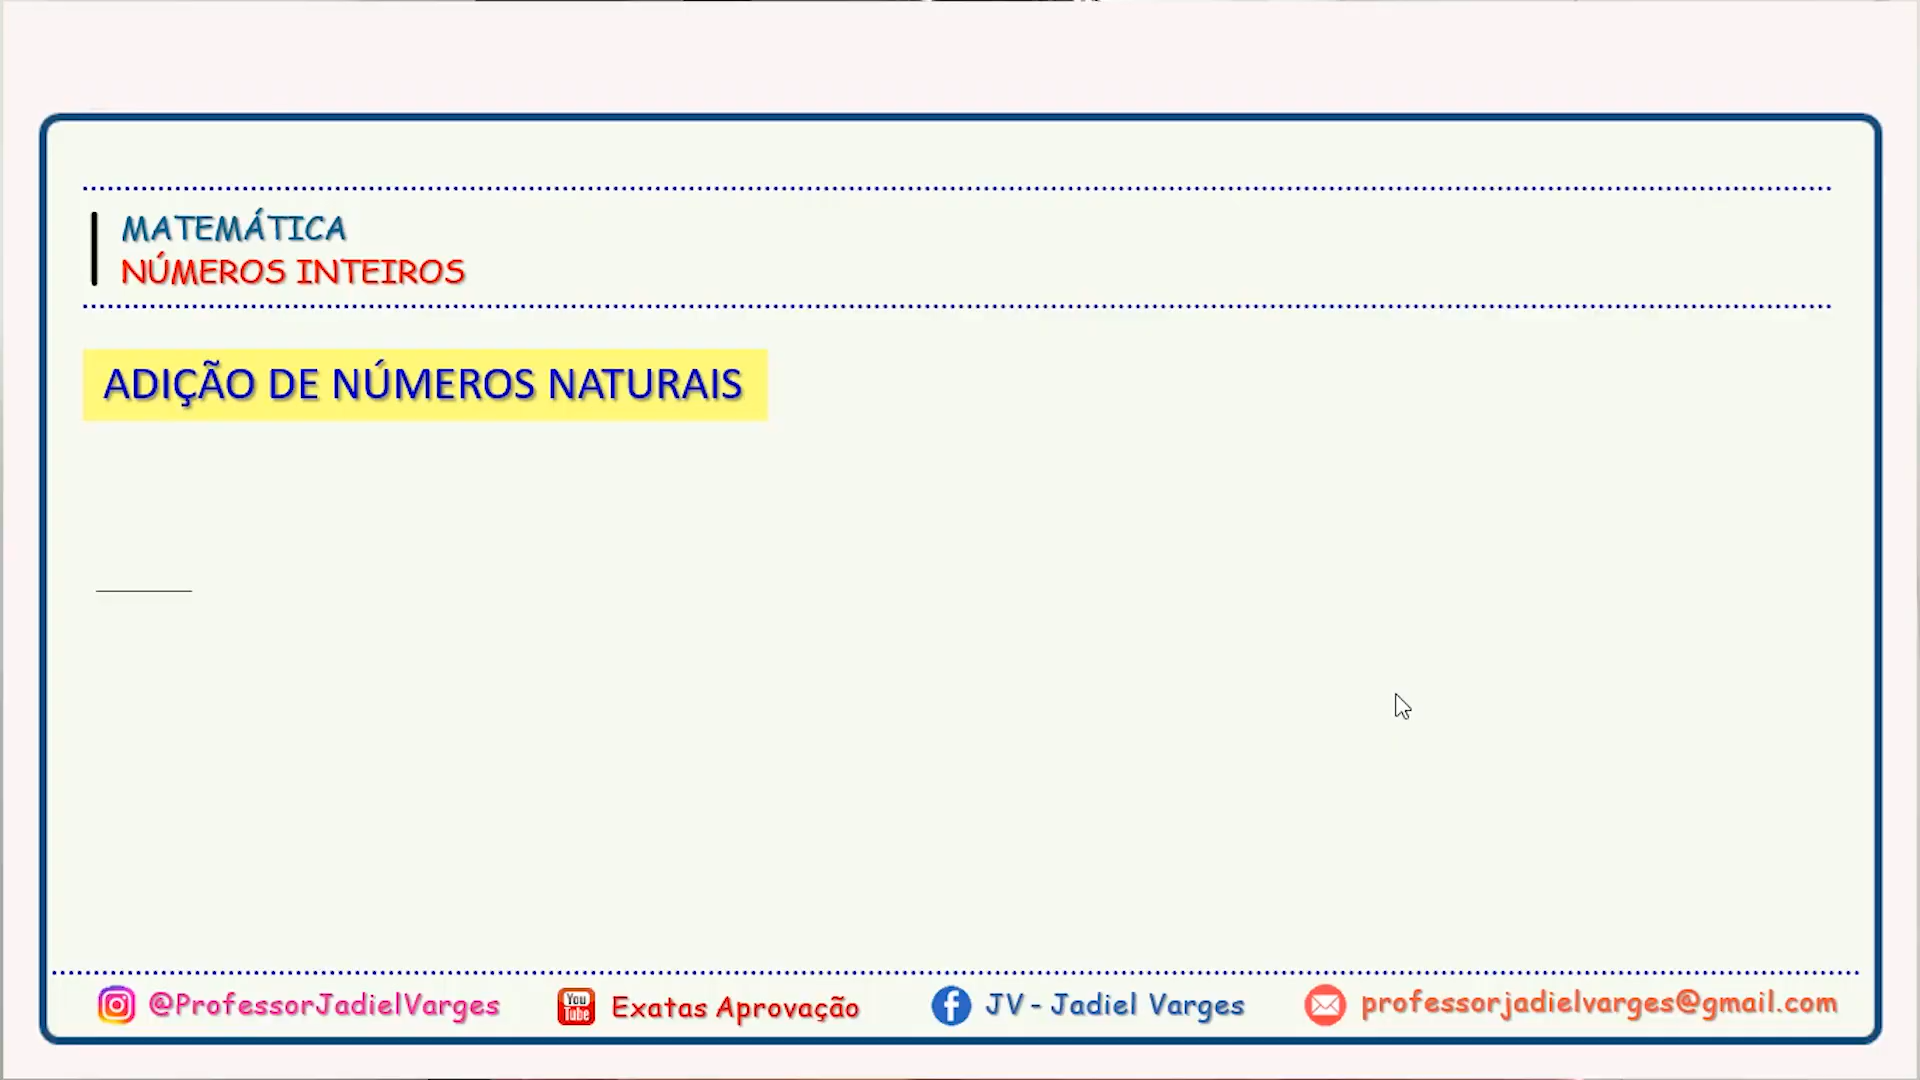 MATEMÁTICA
NÚMEROS INTEIROS
ADIÇÃO DE NÚMEROS NATURAIS
@ProfessorJadielVarges
You Tube
Exatas Aprovação
JV - Jadiel Varges
professorjadielvarges@gmail.com